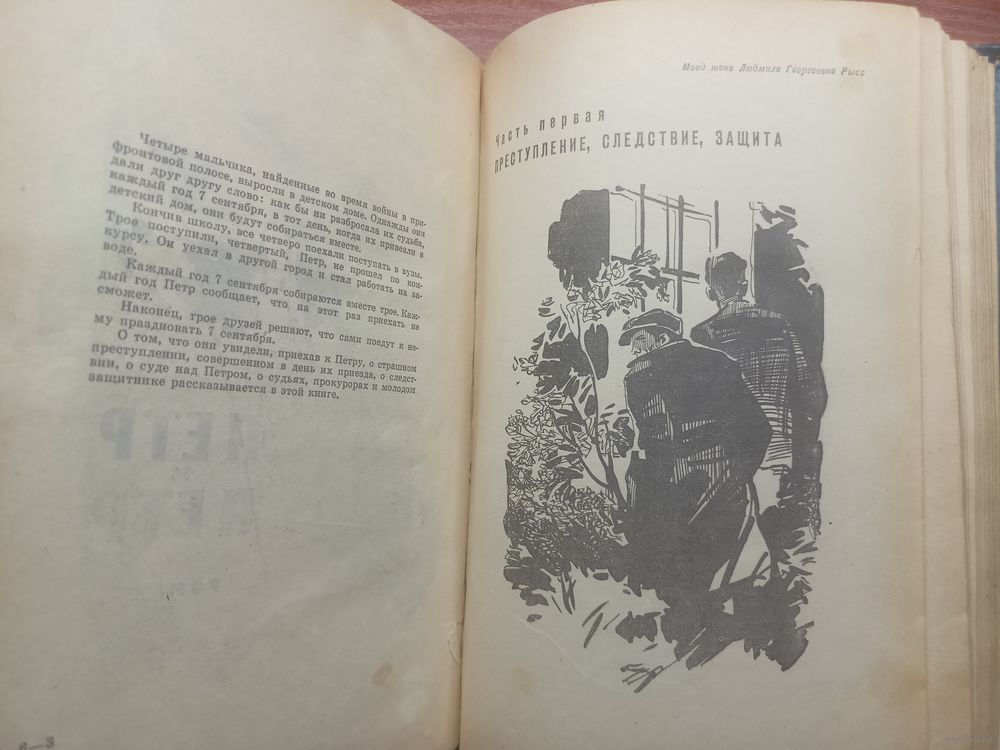 Четыре мальчика, найденные во время войны в при-
фронтовой полосе, выросли в детском доме. Однажды они
дали друг другу слово: как бы ни разбросала их судьба,
каждый год 7 сентября, в тот день, когда их привезли в
детский дом, они будут собираться вместе.
Кончив школу, все четверо поехали поступать в вузы.
Трое поступили, четвертый, Петр, не прошел по кон-
курсу. Он уехал в другой город и стал работать на за-
воде.
Каждый год 7 сентября собираются вместе трое. Каж-
дый год Петр сообщает, что на этот раз приехать не
сможет.
Наконец, трое друзей решают, что сами поедут к не-
му праздновать 7 сентября.
О том, что они увидели, приехав к Петру, о страшном
преступлении, совершенном в день их приезда, о следст-
вии, о суде над Петром, о судьях, прокурорах и молодом
защитнике рассказывается в этой книге.
Моей жене Людмиле Георгиевне Рысс
Часть первая
ПРЕСТУПЛЕНИЕ, СЛЕДСТВИЕ, ЗАЩИТА